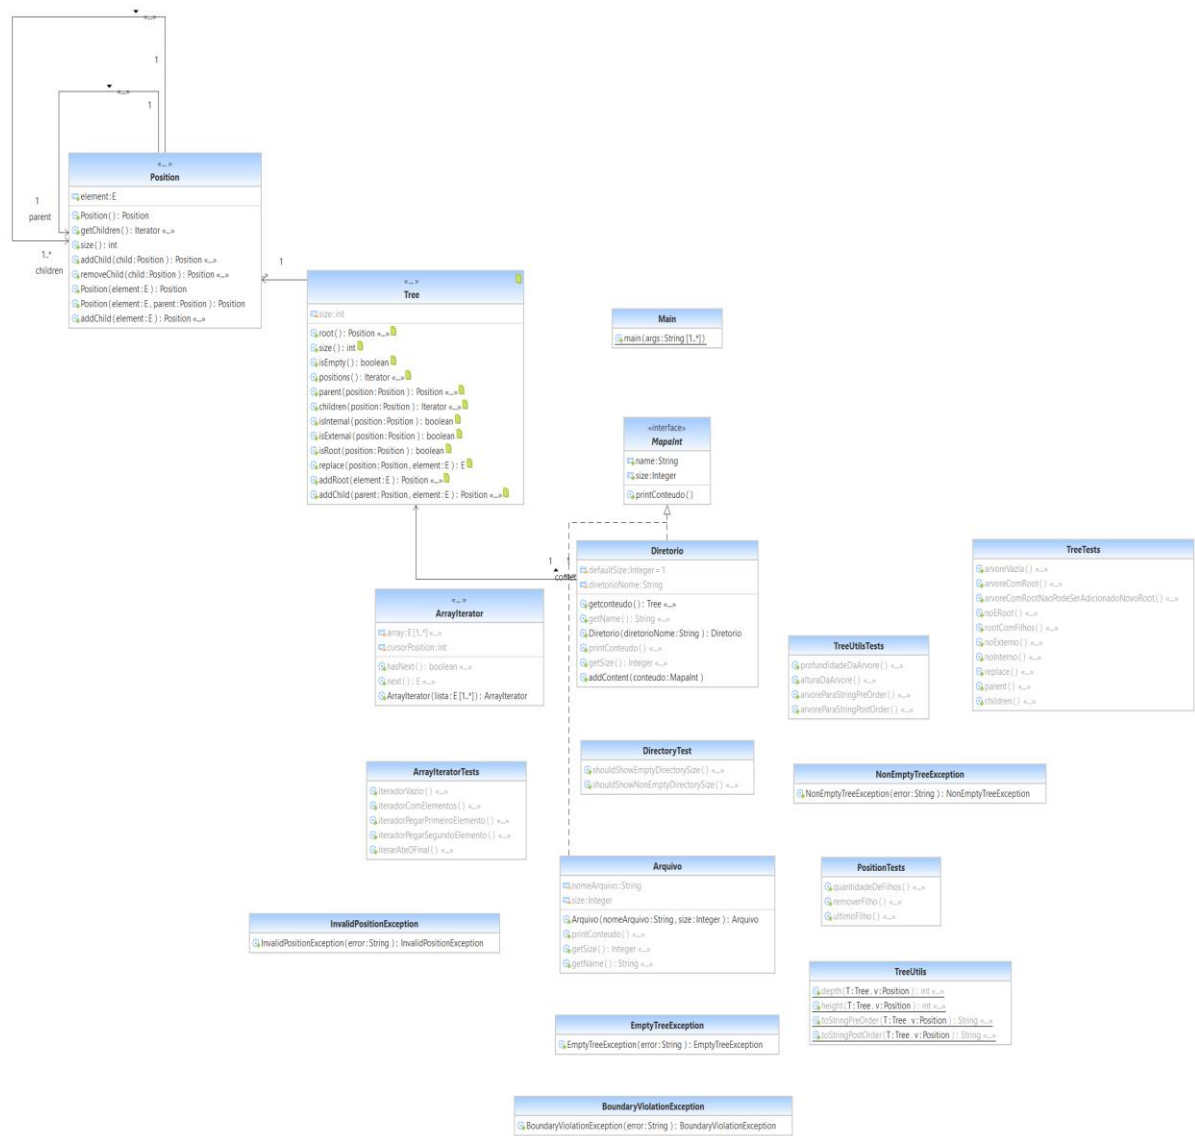 «...»
1
«...»
1
«... »
Position
element:E
Position( ) : Position
getChildren( ) : Iterator «...»
size( ) : int
addChild(child:Position ) : Position «...»
removeChild(child:Position ) : Position «...»
Position(element:E ) : Position
Position(element:E, parent:Position ) : Position
addChild(element:E ) : Position «...»
1
parent
1..*
children
1
«... »
Tree
size: int
root( ) : Position «...»
size( ) : int
isEmpty( ) : boolean
positions( ) : Iterator «...»
parent(position:Position ) : Position «...»
children(position:Position ) : Iterator «...»
isInternal(position:Position ) : boolean
isExternal(position:Position ) : boolean
isRoot(position:Position ) : boolean
replace(position:Position, element:E ) : E
addRoot(element:E ) : Position «...»
addChild(parent:Position, element:E ) : Position «...»
Main
main(args:String [1..*])
«interface»
MapaInt
name:String
size:Integer
printConteudo( )
1
1
Diretorio
defaultSize:Integer = 1
diretorioNome:String
getconteudo( ) : Tree «...»
getName( ) : String «...»
Diretorio(diretorioNome:String ) : Diretorio
printConteudo( ) «...»
getSize( ) : Integer «...»
addContent(conteudo:MapaInt )
«... »
ArrayIterator
array:E [1..*] «...»
cursorPosition:int
hasNext( ) : boolean «...»
next( ) : E «...»
ArrayIterator(lista:E [1..*]) : ArrayIterator
TreeTests
arvoreVazia( ) «...»
arvoreComRoot( ) «...»
arvoreComRootNaoPodeSerAdicionadoNovoRoot( ) «...»
noERoot( ) «...»
rootComFilhos( ) «...»
noExterno( ) «...»
noInterno( ) «...»
replace( ) «...»
parent( ) «...»
children( ) «...»
TreeUtilsTests
profundidadeDaArvore( ) «...»
alturaDaArvore( ) «...»
arvoreParaStringPreOrder( ) «...»
arvoreParaStringPostOrder( ) «...»
DirectoryTest
shouldShowEmptyDirectorySize( ) «...»
shouldShowNonEmptyDirectorySize( ) «...»
ArrayIteratorTests
iteradorVazio( ) «...»
iteradorComElementos( ) «...»
iteradorPegarPrimeiroElemento( ) «...»
iteradorPegarSegundoElemento( ) «...»
iterarAteOFinal( ) «...»
NonEmptyTreeException
NonEmptyTreeException(error:String ) : NonEmptyTreeException
Arquivo
nomeArquivo:String
size:Integer
Arquivo(nomeArquivo:String, size:Integer ) : Arquivo
printConteudo( ) «...»
getSize( ) : Integer «...»
getName( ) : String «...»
PositionTests
quantidadeDeFilhos( ) «...»
removerFilho( ) «...»
ultimoFilho( ) «...»
InvalidPositionException
InvalidPositionException(error:String ) : InvalidPositionException
TreeUtils
depth(T:Tree, v:Position ) : int «...»
height(T:Tree, v:Position ) : int «...»
toStringPreOrder(T:Tree, v:Position ) : String «...»
toStringPostOrder(T:Tree, v:Position ) : String «...»
EmptyTreeException
EmptyTreeException(error:String ) : EmptyTreeException
BoundaryViolationException
BoundaryViolationException(error:String ) : BoundaryViolationException